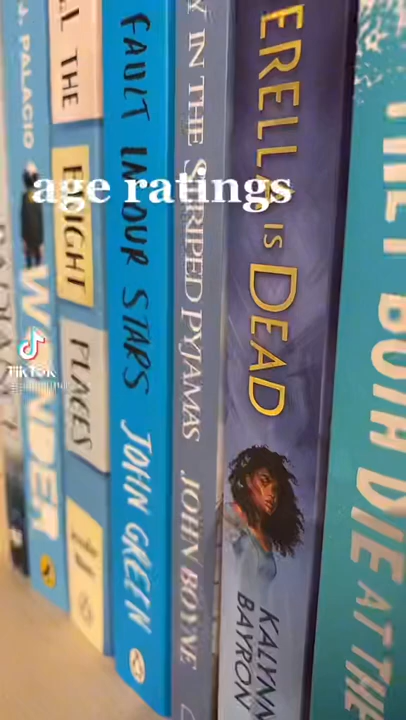 age ratings
TikTok
J. PALACIO
WONDER
THE
BRIGHT
PLACES
FAULT IN OUR STARS
JOHN GREEN
IN THE STRIPED PYJAMAS
JOHN BOYNE
ERELLA IS DEAD
KALYNN
BAYRON
BOTH DIE AT THE